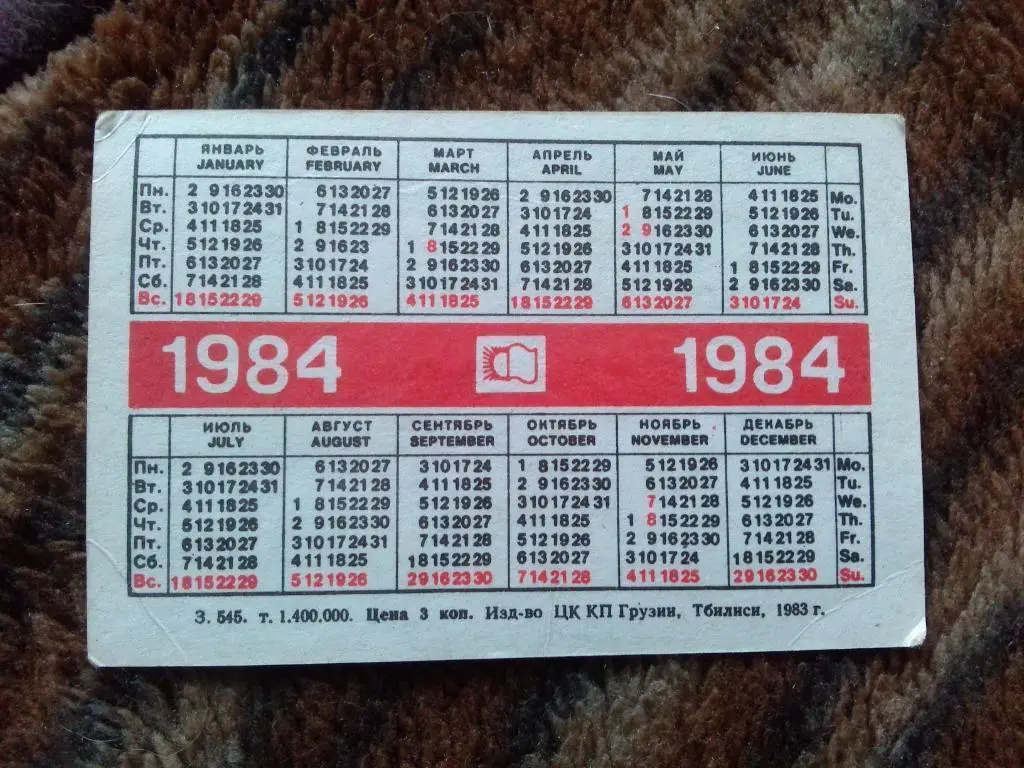 ЯНВАРЬ ФЕВРАЛЬ МАРТ АПРЕЛЬ МАЙ ИЮНЬ
JANUARY FEBRUARY MARCH APRIL MAY JUNE
Пн. 2 9 16 23 30 6 13 20 27 5 12 19 26 2 9 16 23 30 7 14 21 28 4 11 18 25 Mo.
Вт. 3 10 17 24 31 7 14 21 28 6 13 20 27 3 10 17 24 1 8 15 22 29 5 12 19 26 Tu.
Ср. 4 11 18 25 1 8 15 22 29 7 14 21 28 4 11 18 25 2 9 16 23 30 6 13 20 27 We.
Чт. 5 12 19 26 2 9 16 23 1 8 15 22 29 5 12 19 26 3 10 17 24 31 7 14 21 28 Th.
Пт. 6 13 20 27 3 10 17 24 2 9 16 23 30 6 13 20 27 4 11 18 25 1 8 15 22 29 Fr.
Сб. 7 14 21 28 4 11 18 25 3 10 17 24 31 7 14 21 28 5 12 19 26 2 9 16 23 30 Sa.
Вс. 1 8 15 22 29 5 12 19 26 4 11 18 25 1 8 15 22 29 6 13 20 27 3 10 17 24 Su.
1984 1984
ИЮЛЬ АВГУСТ СЕНТЯБРЬ ОКТЯБРЬ НОЯБРЬ ДЕКАБРЬ
JULY AUGUST SEPTEMBER OCTOBER NOVEMBER DECEMBER
Пн. 2 9 16 23 30 6 13 20 27 3 10 17 24 1 8 15 22 29 5 12 19 26 3 10 17 24 31 Mo.
Вт. 3 10 17 24 31 7 14 21 28 4 11 18 25 2 9 16 23 30 6 13 20 27 4 11 18 25 Tu.
Ср. 4 11 18 25 1 8 15 22 29 5 12 19 26 3 10 17 24 31 7 14 21 28 5 12 19 26 We.
Чт. 5 12 19 26 2 9 16 23 30 6 13 20 27 4 11 18 25 1 8 15 22 29 6 13 20 27 Th.
Пт. 6 13 20 27 3 10 17 24 31 7 14 21 28 5 12 19 26 2 9 16 23 30 7 14 21 28 Fr.
Сб. 7 14 21 28 4 11 18 25 1 8 15 22 29 6 13 20 27 3 10 17 24 1 8 15 22 29 Sa.
Вс. 1 8 15 22 29 5 12 19 26 2 9 16 23 30 7 14 21 28 4 11 18 25 2 9 16 23 30 Su.
З. 545. т. 1.400.000. Цена 3 коп. Изд-во ЦК КП Грузии, Тбилиси, 1983 г.